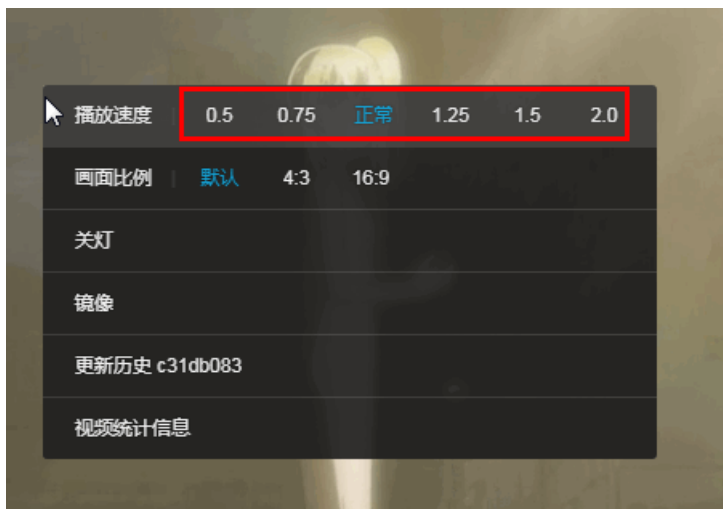 播放速度 | 0.5 0.75 正常 1.25 1.5 2.0
画面比例 | 默认 4:3 16:9
关灯
镜像
更新历史 c31db083
视频统计信息